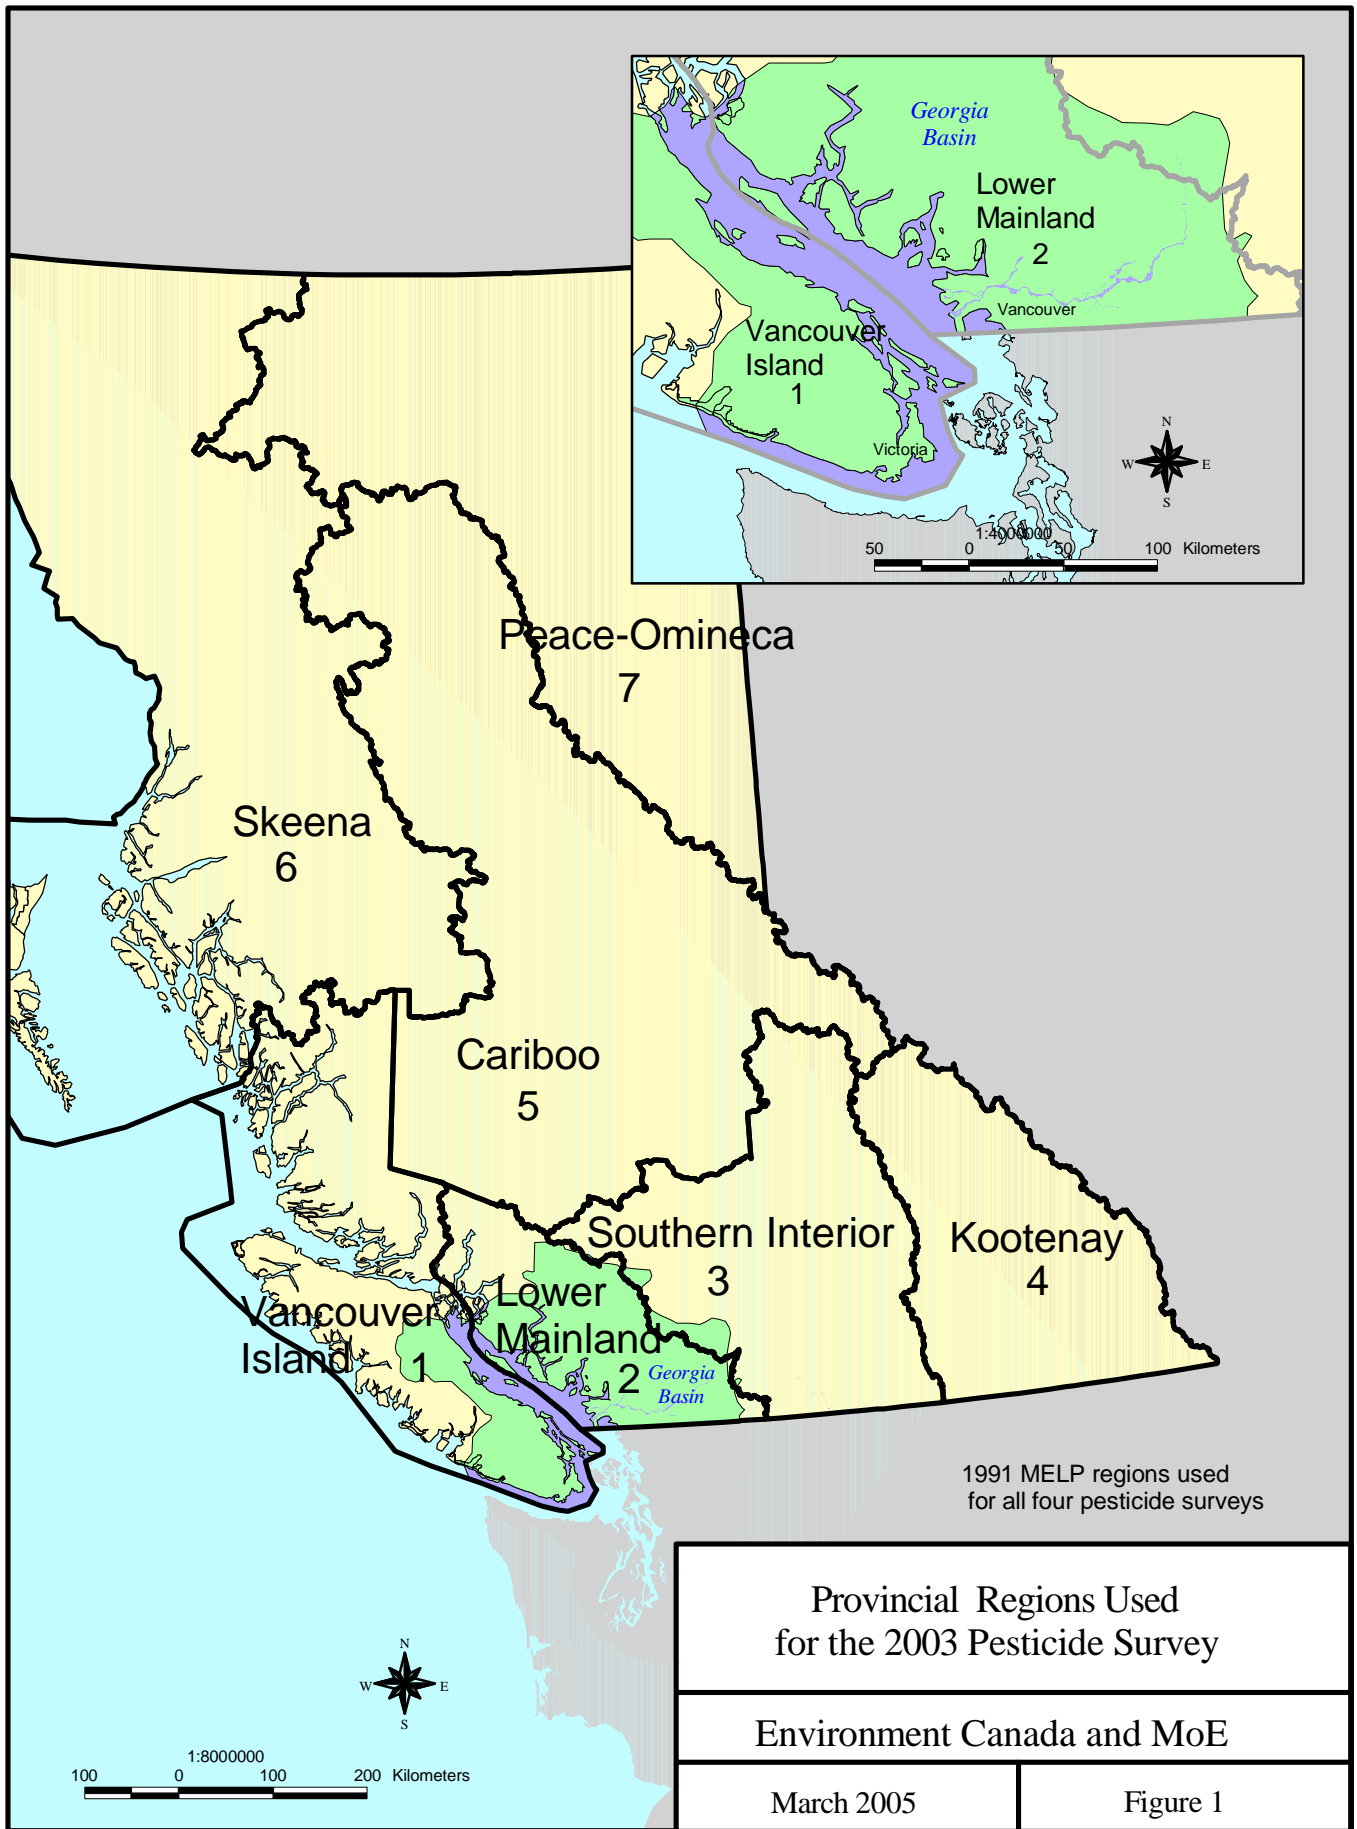 Georgia
Basin
Lower
Mainland
2
Vancouver
Vancouver
Island
1
Victoria
N
W E
S
1:4000000
50 0 50 100 Kilometers
Peace-Omineca
7
Skeena
6
Cariboo
5
Southern Interior
3
Kootenay
4
Lower
Mainland
2
Georgia
Basin
Vancouver
Island
1
1991 MELP regions used
for all four pesticide surveys
Provincial Regions Used
for the 2003 Pesticide Survey
Environment Canada and MoE
March 2005 Figure 1
N
W E
S
1:8000000
100 0 100 200 Kilometers